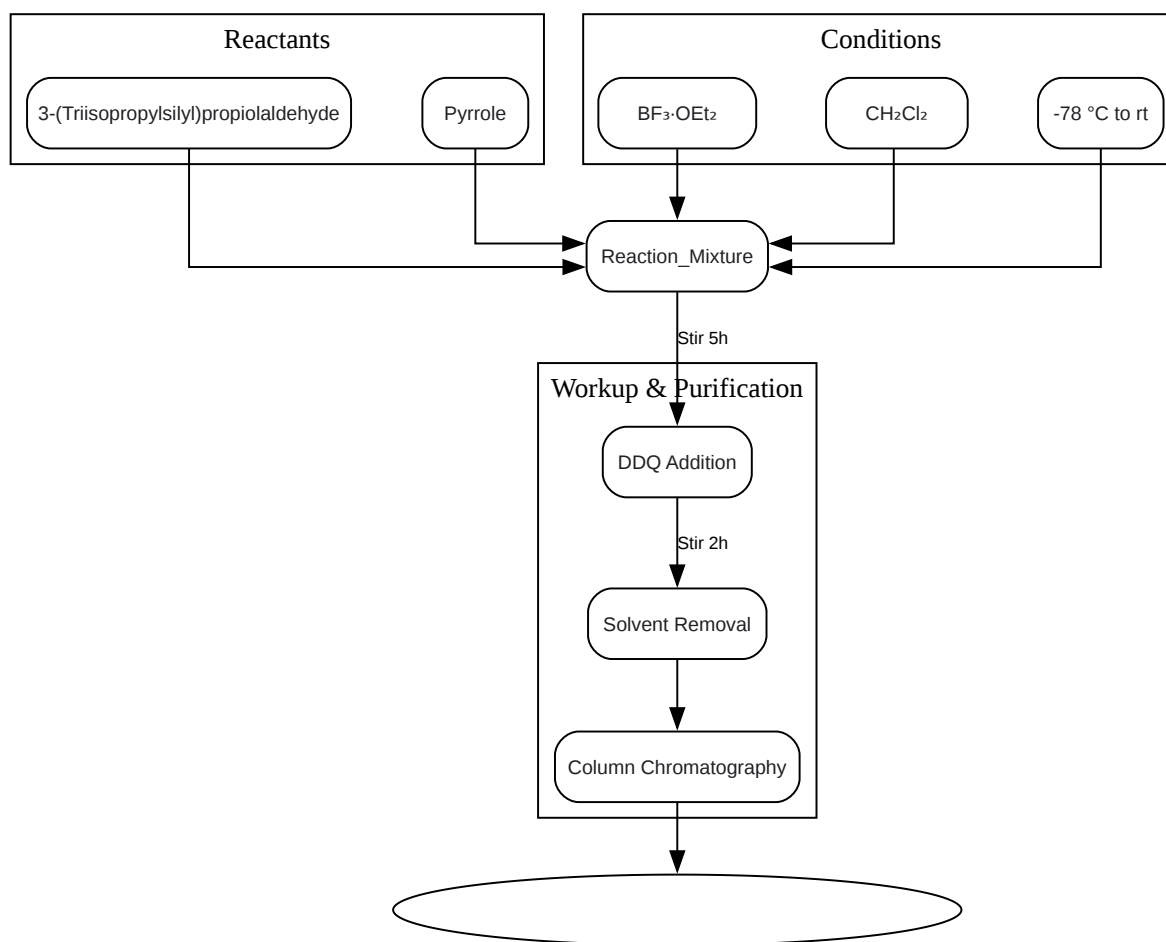 Reactants
Conditions
3-(Triisopropylsilyl)propiolaldehyde
Pyrrole
BF₃·OEt₂
CH₂Cl₂
-78 °C to rt
Reaction_Mixture
Stir 5h
Workup & Purification
DDQ Addition
Stir 2h
Solvent Removal
Column Chromatography